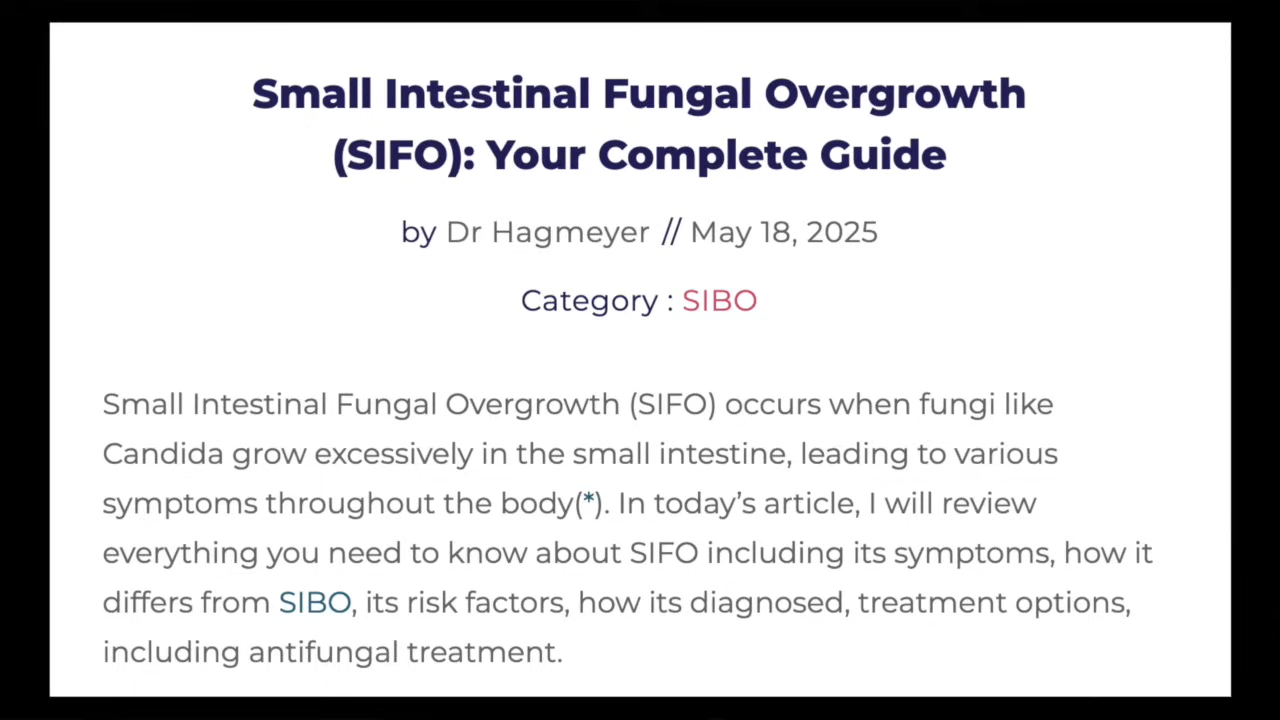 Small Intestinal Fungal Overgrowth
(SIFO): Your Complete Guide
by Dr Hagmeyer // May 18, 2025
Category : SIBO
Small Intestinal Fungal Overgrowth (SIFO) occurs when fungi like
Candida grow excessively in the small intestine, leading to various
symptoms throughout the body(*). In today’s article, I will review
everything you need to know about SIFO including its symptoms, how it
differs from SIBO, its risk factors, how its diagnosed, treatment options,
including antifungal treatment.